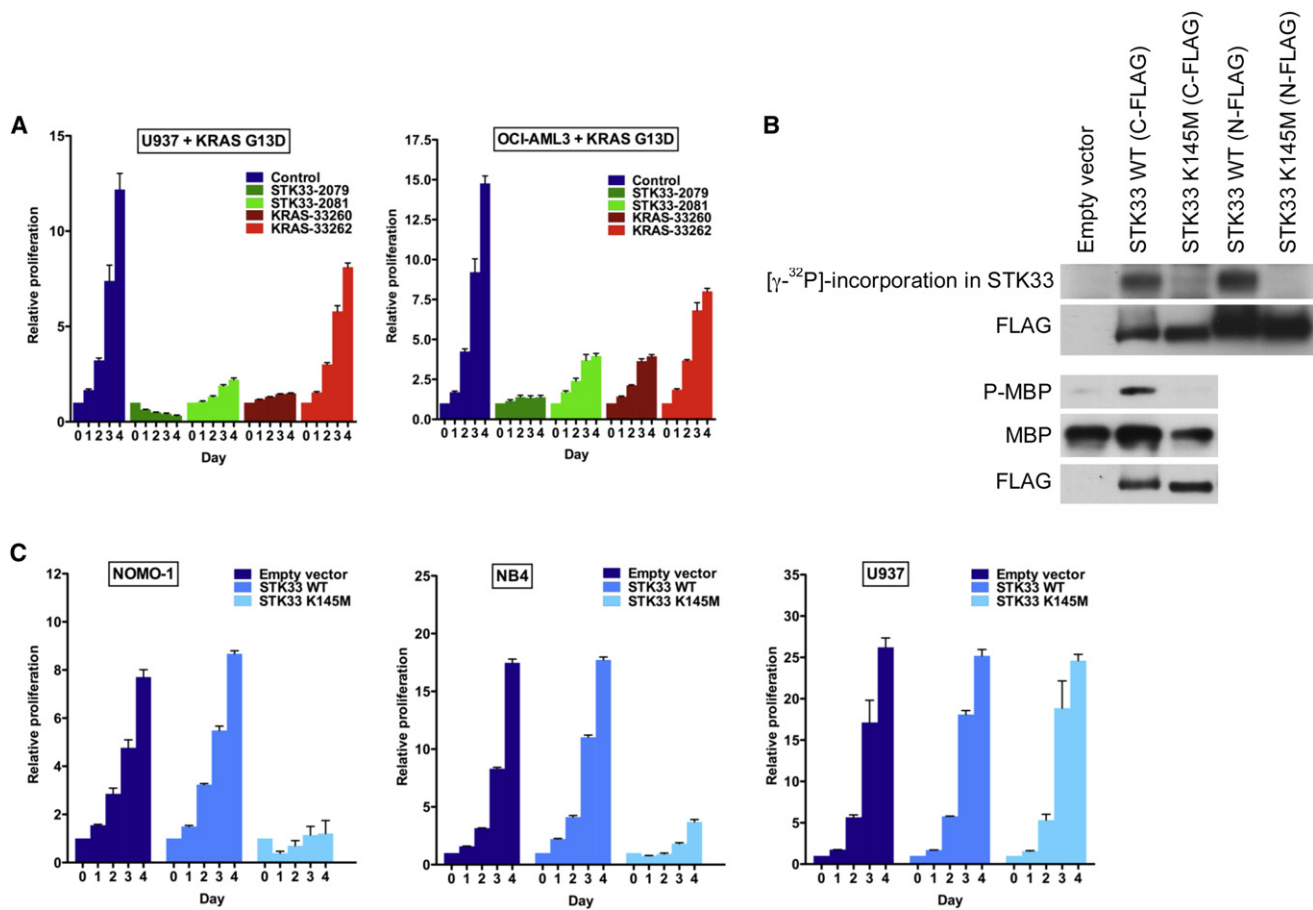 A
U937 + KRAS G13D
Control
STK33-2079
STK33-2081
KRAS-33260
KRAS-33262
Relative proliferation
15
10
5
0
0 1 2 3 4 0 1 2 3 4 0 1 2 3 4 0 1 2 3 4 0 1 2 3 4
Day
OCI-AML3 + KRAS G13D
Control
STK33-2079
STK33-2081
KRAS-33260
KRAS-33262
Relative proliferation
17.5
15.0
12.5
10.0
7.5
5.0
2.5
0.0
0 1 2 3 4 0 1 2 3 4 0 1 2 3 4 0 1 2 3 4 0 1 2 3 4
Day
B
Empty vector
STK33 WT (C-FLAG)
STK33 K145M (C-FLAG)
STK33 WT (N-FLAG)
STK33 K145M (N-FLAG)
[γ-³²P]-incorporation in STK33
FLAG
P-MBP
MBP
FLAG
C
NOMO-1
Empty vector
STK33 WT
STK33 K145M
Relative proliferation
12
10
8
6
4
2
0
0 1 2 3 4 0 1 2 3 4 0 1 2 3 4
Day
NB4
Empty vector
STK33 WT
STK33 K145M
Relative proliferation
25
20
15
10
5
0
0 1 2 3 4 0 1 2 3 4 0 1 2 3 4
Day
U937
Empty vector
STK33 WT
STK33 K145M
Relative proliferation
35
30
25
20
15
10
5
0
0 1 2 3 4 0 1 2 3 4 0 1 2 3 4
Day